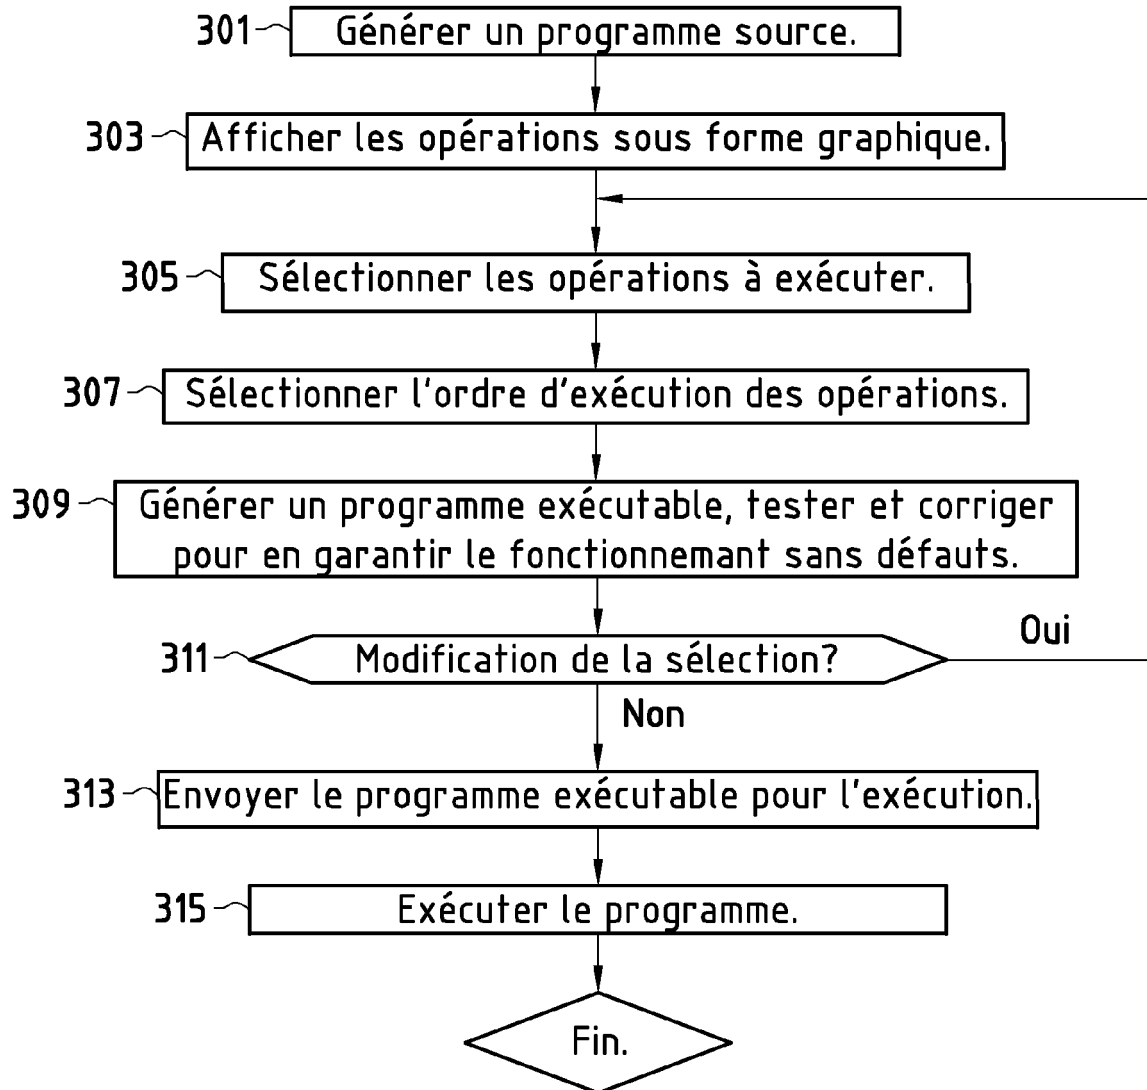 301 Générer un programme source.
303 Afficher les opérations sous forme graphique.
305 Sélectionner les opérations à exécuter.
307 Sélectionner l'ordre d'exécution des opérations.
309 Générer un programme exécutable, tester et corriger
pour en garantir le fonctionnemant sans défauts.
Oui
311 Modification de la sélection?
Non
313 Envoyer le programme exécutable pour l'exécution.
315 Exécuter le programme.
Fin.